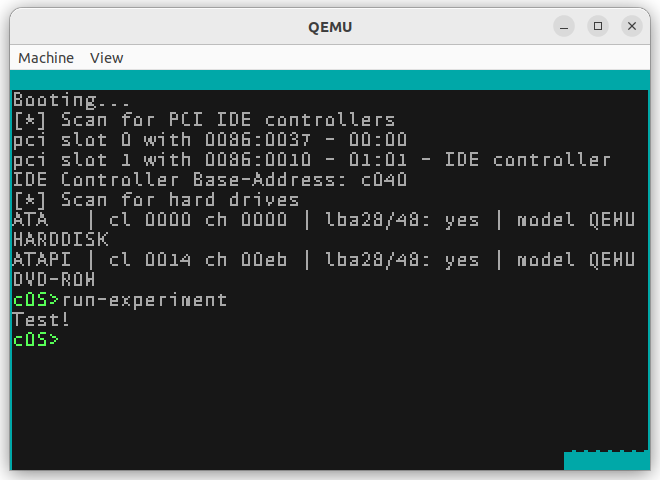 QEMU
Machine View
Booting...
[*] Scan for PCI IDE controllers
pci slot 0 with 0086:0037 - 00:00
pci slot 1 with 0086:0010 - 01:01 - IDE controller
IDE Controller Base-Address: c040
[*] Scan for hard drives
ATA   | cl 0000 ch 0000 | lba28/48: yes | model QEMU
HARDDISK
ATAPI | cl 0014 ch 00eb | lba28/48: yes | model QEMU
DVD-ROM
cOS>run-experiment
Test!
cOS>